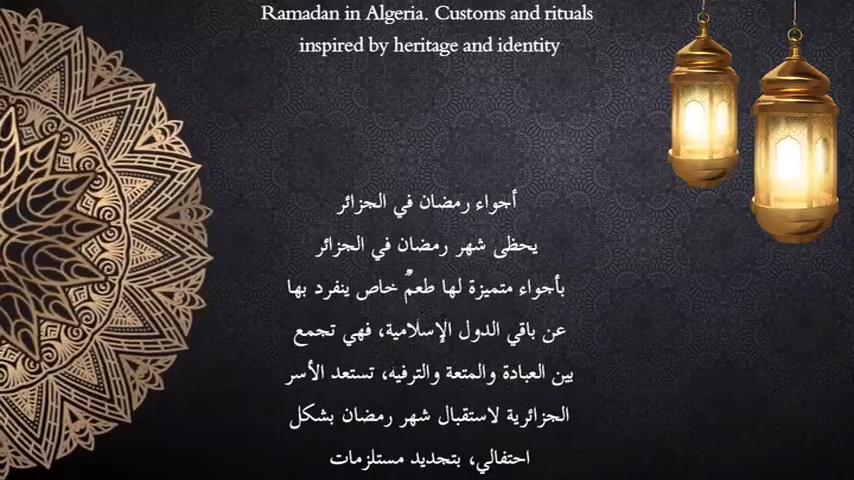 Ramadan in Algeria. Customs and rituals
inspired by heritage and identity
أجواء رمضان في الجزائر
يحظى شهر رمضان في الجزائر
بأجواء متميزة لها طعمٌ خاص ينفرد بها
عن باقي الدول الإسلامية، فهي تجمع
بين العبادة والمتعة والترفيه، تستعد الأسر
الجزائرية لاستقبال شهر رمضان بشكل
احتفالي، بتجديد مستلزمات